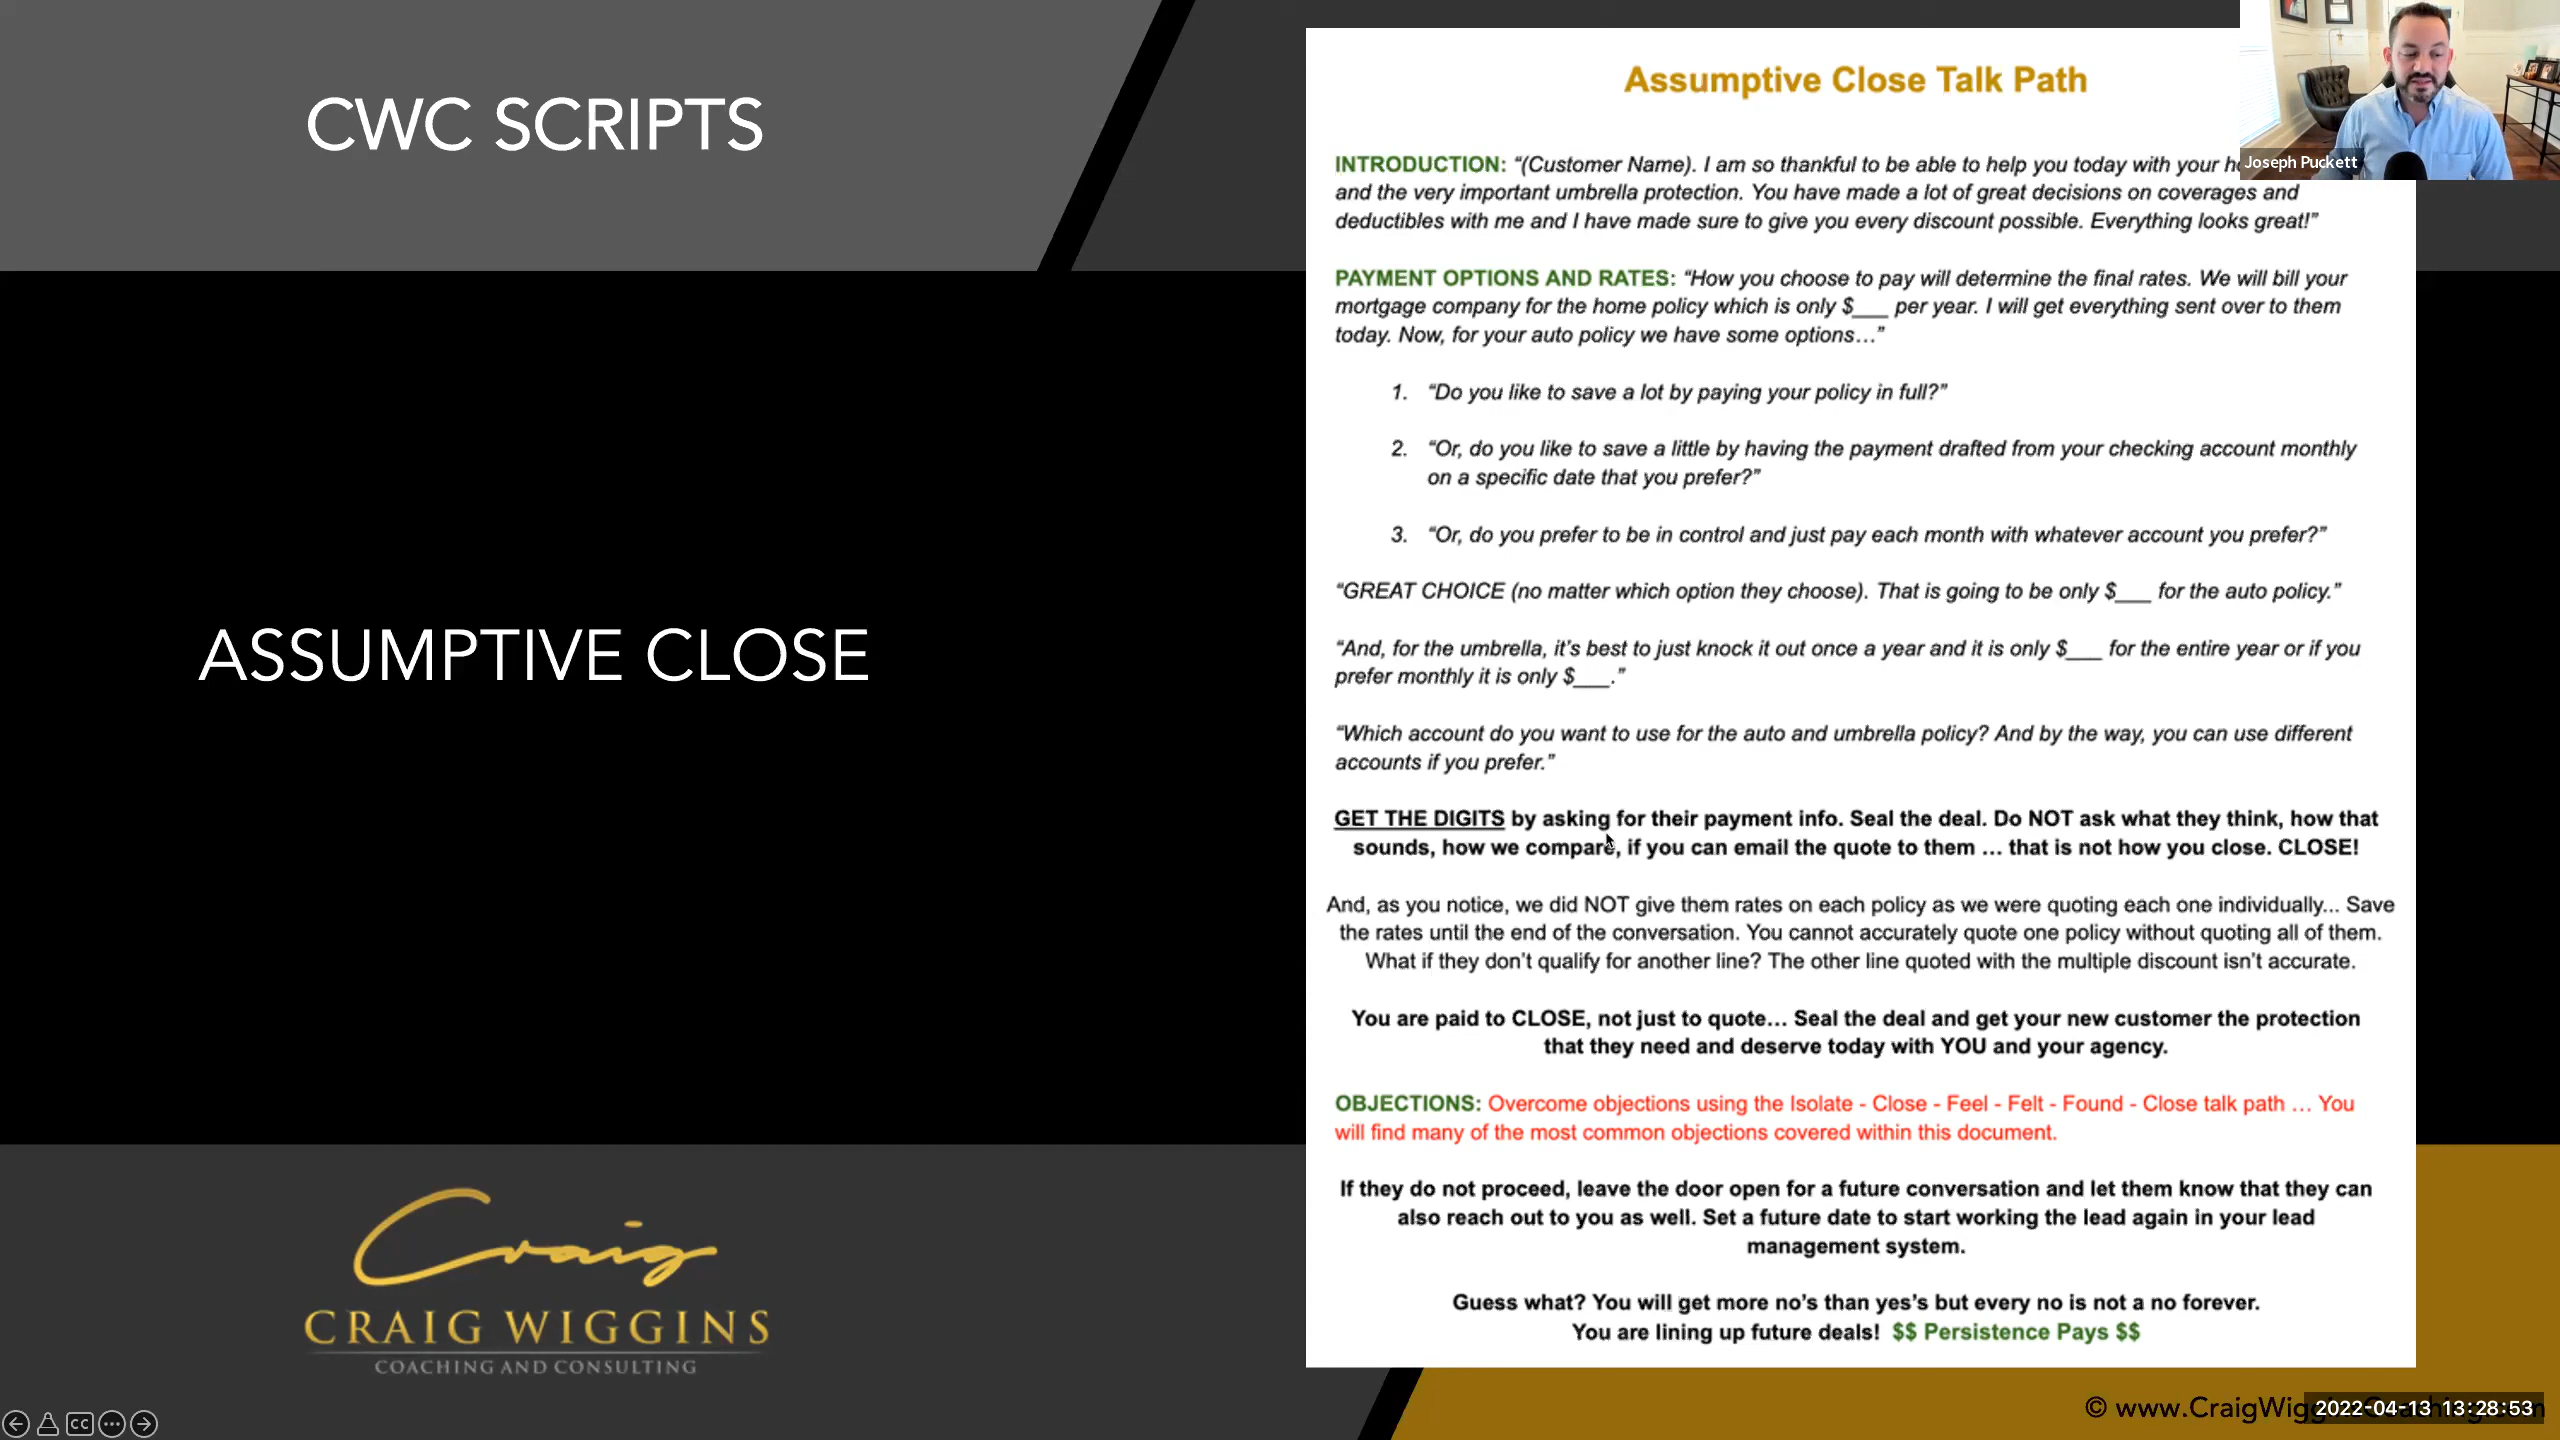 CWC SCRIPTS
ASSUMPTIVE CLOSE
Craig
CRAIG WIGGINS
COACHING AND CONSULTING
Assumptive Close Talk Path
INTRODUCTION: “(Customer Name). I am so thankful to be able to help you today with your
and the very important umbrella protection. You have made a lot of great decisions on coverages and
deductibles with me and I have made sure to give you every discount possible. Everything looks great!”
PAYMENT OPTIONS AND RATES: “How you choose to pay will determine the final rates. We will bill your
mortgage company for the home policy which is only $___ per year. I will get everything sent over to them
today. Now, for your auto policy we have some options…”
1. “Do you like to save a lot by paying your policy in full?”
2. “Or, do you like to save a little by having the payment drafted from your checking account monthly
on a specific date that you prefer?”
3. “Or, do you prefer to be in control and just pay each month with whatever account you prefer?”
“GREAT CHOICE (no matter which option they choose). That is going to be only $___ for the auto policy.”
“And, for the umbrella, it’s best to just knock it out once a year and it is only $___ for the entire year or if you
prefer monthly it is only $___.”
“Which account do you want to use for the auto and umbrella policy? And by the way, you can use different
accounts if you prefer.”
GET THE DIGITS by asking for their payment info. Seal the deal. Do NOT ask what they think, how that
sounds, how we compare, if you can email the quote to them … that is not how you close. CLOSE!
And, as you notice, we did NOT give them rates on each policy as we were quoting each one individually... Save
the rates until the end of the conversation. You cannot accurately quote one policy without quoting all of them.
What if they don’t qualify for another line? The other line quoted with the multiple discount isn’t accurate.
You are paid to CLOSE, not just to quote… Seal the deal and get your new customer the protection
that they need and deserve today with YOU and your agency.
OBJECTIONS: Overcome objections using the Isolate - Close - Feel - Felt - Found - Close talk path … You
will find many of the most common objections covered within this document.
If they do not proceed, leave the door open for a future conversation and let them know that they can
also reach out to you as well. Set a future date to start working the lead again in your lead
management system.
Guess what? You will get more no’s than yes’s but every no is not a no forever.
You are lining up future deals! $$ Persistence Pays $$
Joseph Puckett
CC
© www.CraigWig
2022-04-13 13:28:53